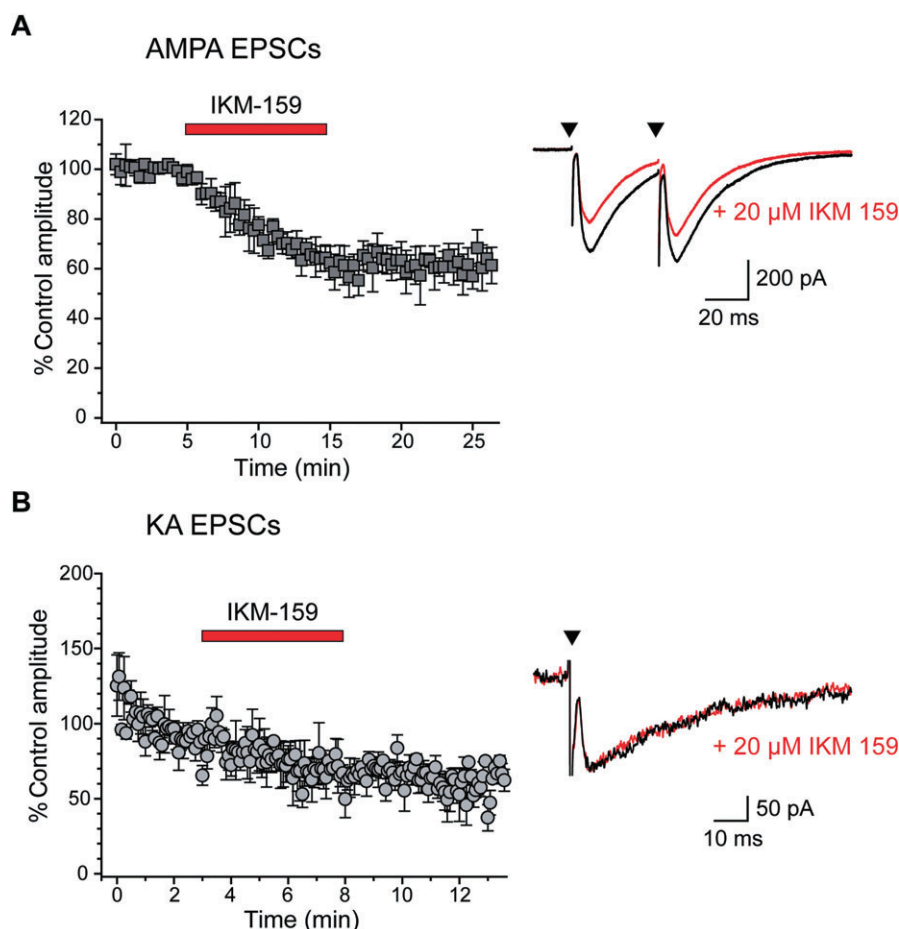 A
AMPA EPSCs
IKM-159
120
100
80
60
40
20
0
% Control amplitude
0 5 10 15 20 25
Time (min)
+ 20 µM IKM 159
200 pA
20 ms
B
KA EPSCs
IKM-159
200
150
100
50
0
% Control amplitude
0 2 4 6 8 10 12
Time (min)
+ 20 µM IKM 159
50 pA
10 ms